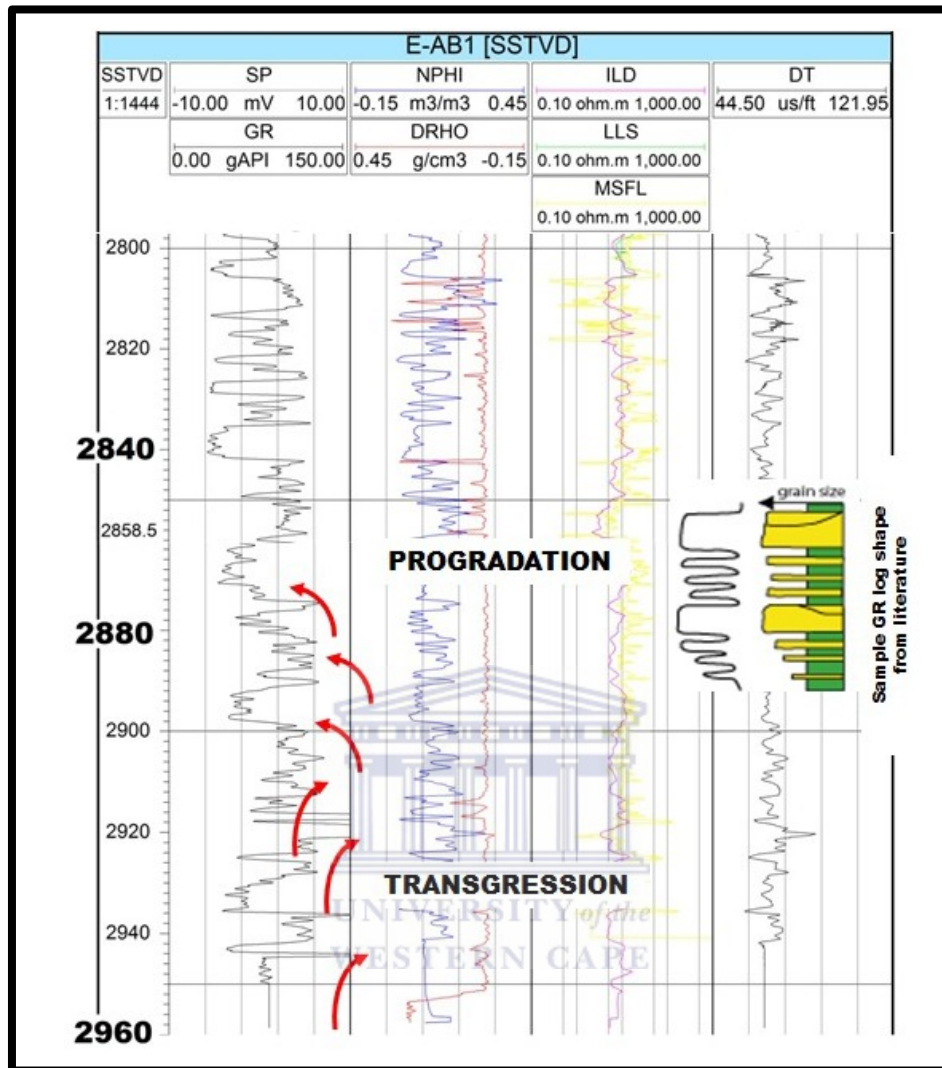 E-AB1 [SSTVD]
SSTVD
1:1444
SP
-10.00 mV 10.00
GR
0.00 gAPI 150.00
NPHI
-0.15 m3/m3 0.45
DRHO
0.45 g/cm3 -0.15
ILD
0.10 ohm.m 1,000.00
LLS
0.10 ohm.m 1,000.00
MSFL
0.10 ohm.m 1,000.00
DT
44.50 us/ft 121.95
2800
2820
2840
2858.5
2880
2900
2920
2940
2960
PROGRADATION
TRANSGRESSION
grain size
Sample GR log shape
from literature
UNIVERSITY of the
WESTERN CAPE